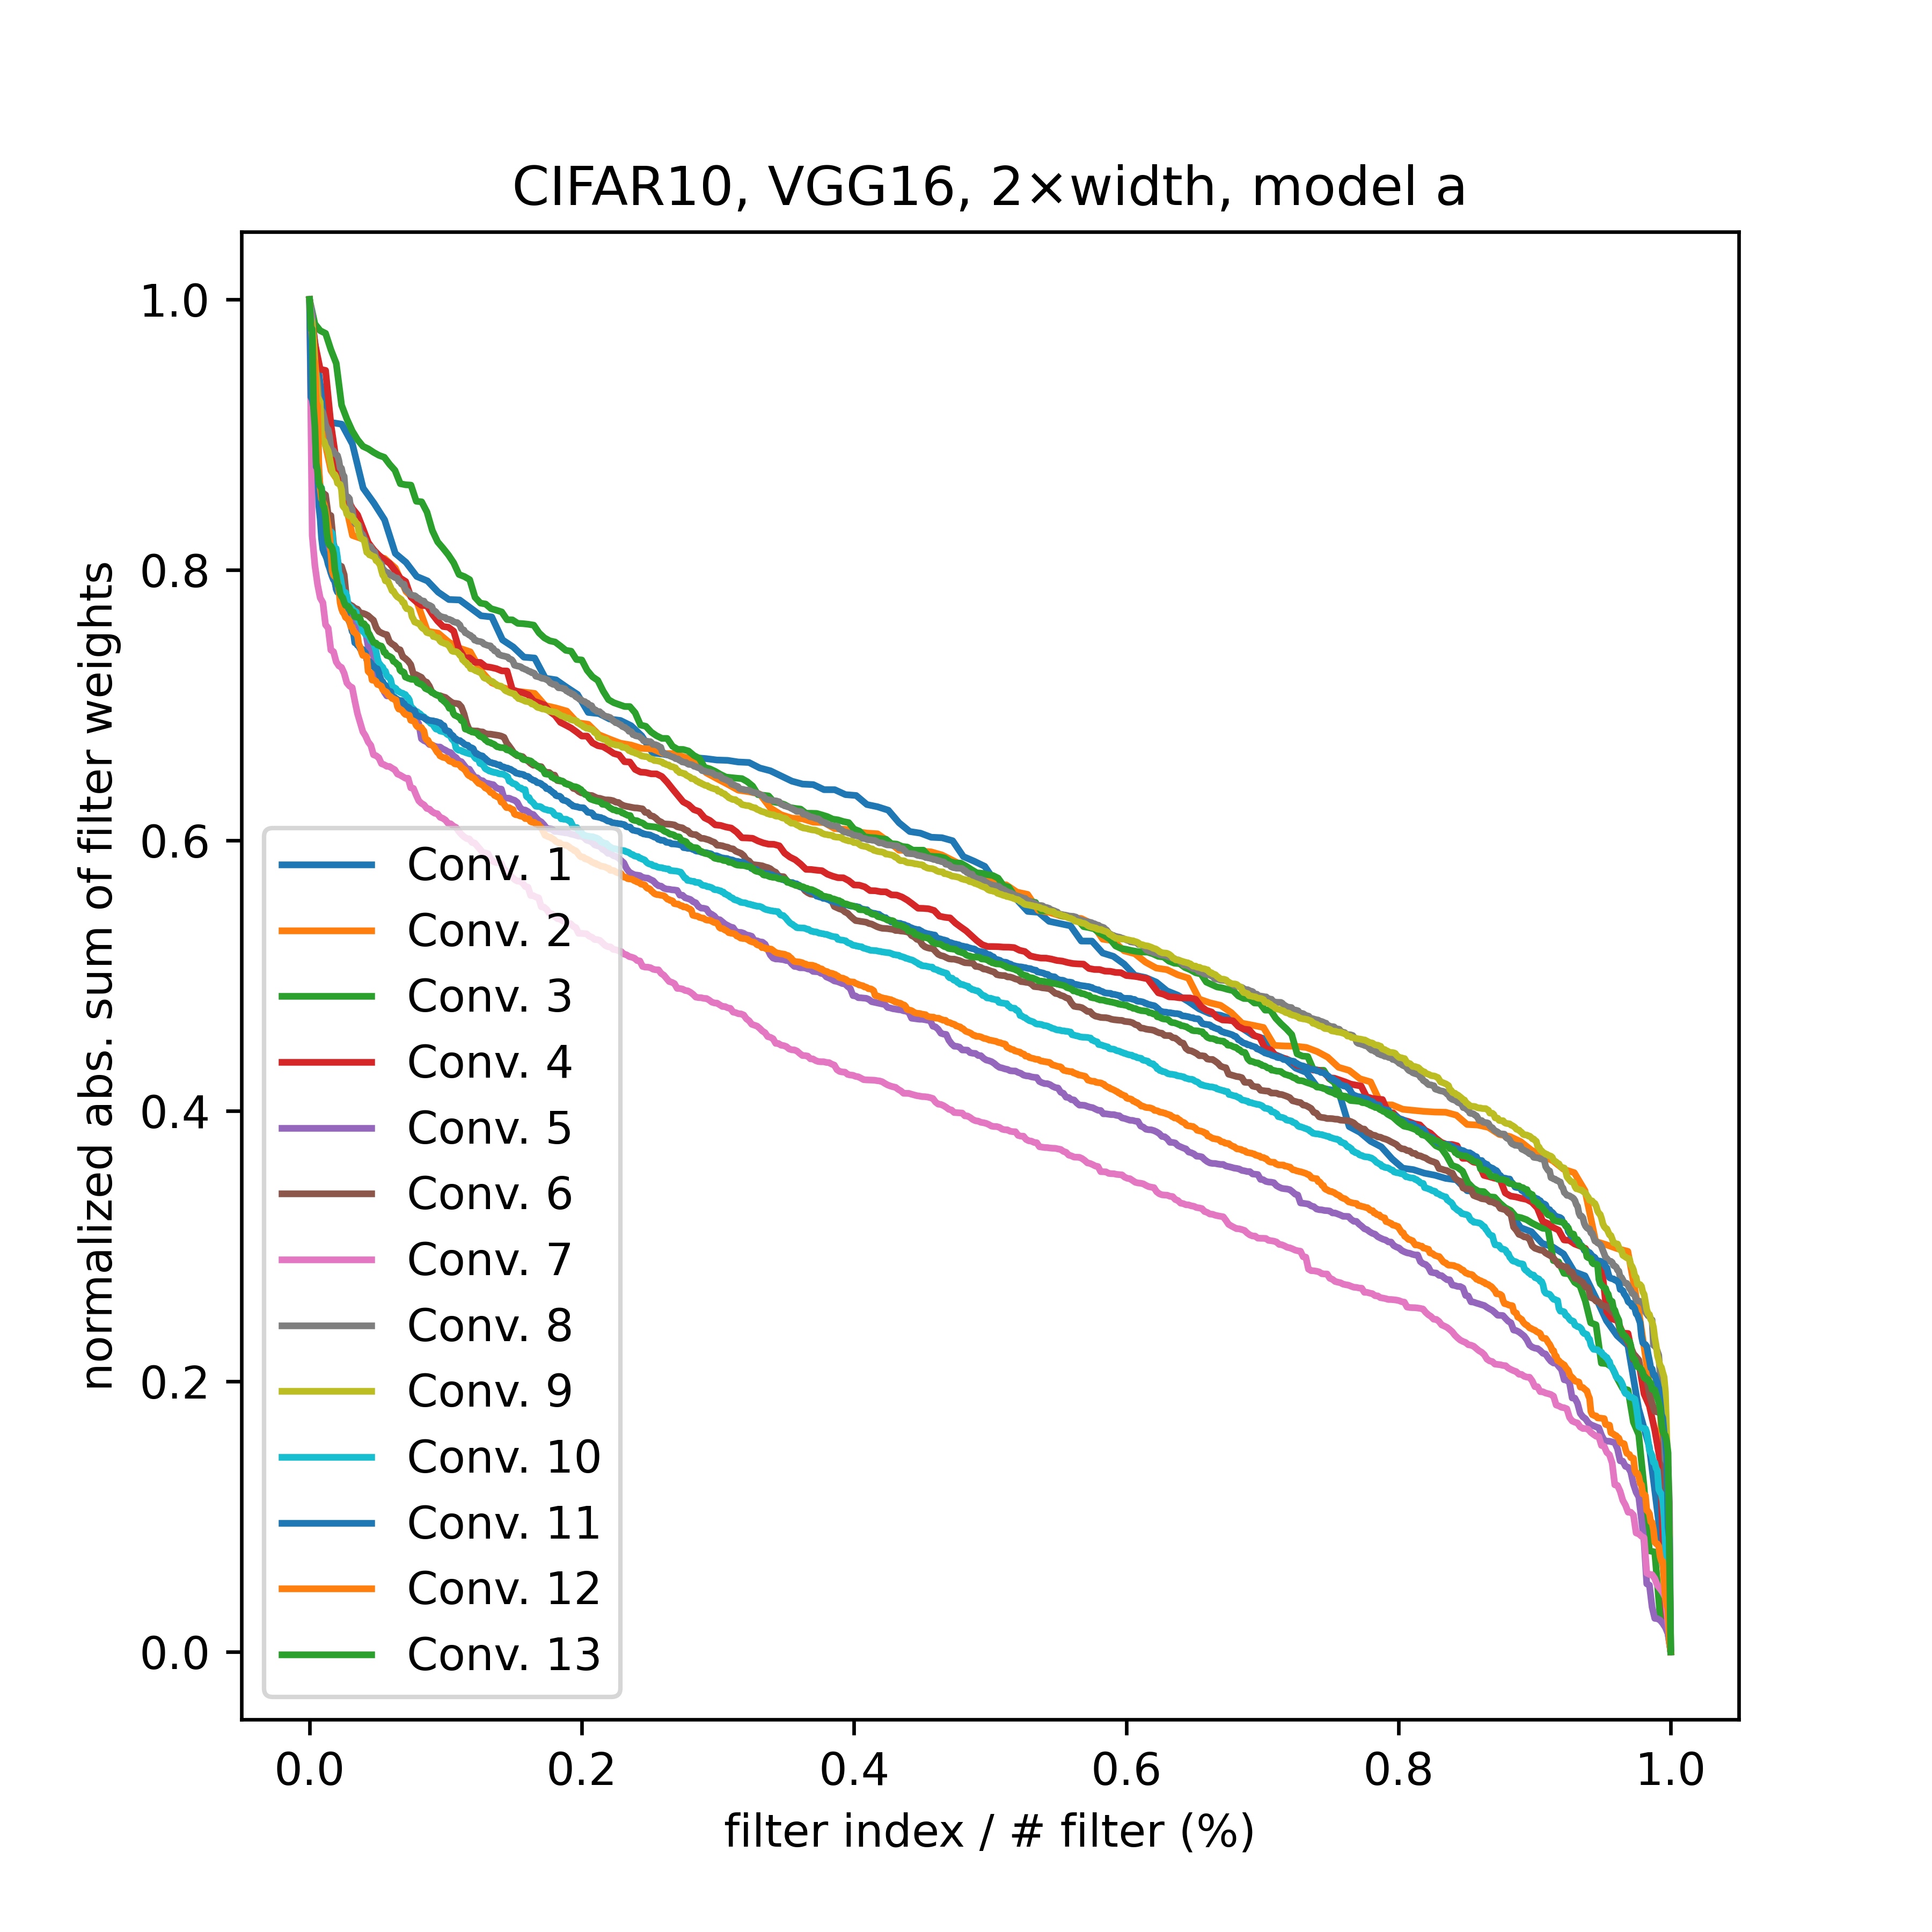 CIFAR10, VGG16, 2×width, model a
normalized abs. sum of filter weights
1.0
0.8
0.6
0.4
0.2
0.0
Conv. 1
Conv. 2
Conv. 3
Conv. 4
Conv. 5
Conv. 6
Conv. 7
Conv. 8
Conv. 9
Conv. 10
Conv. 11
Conv. 12
Conv. 13
0.0 0.2 0.4 0.6 0.8 1.0
filter index / # filter (%)